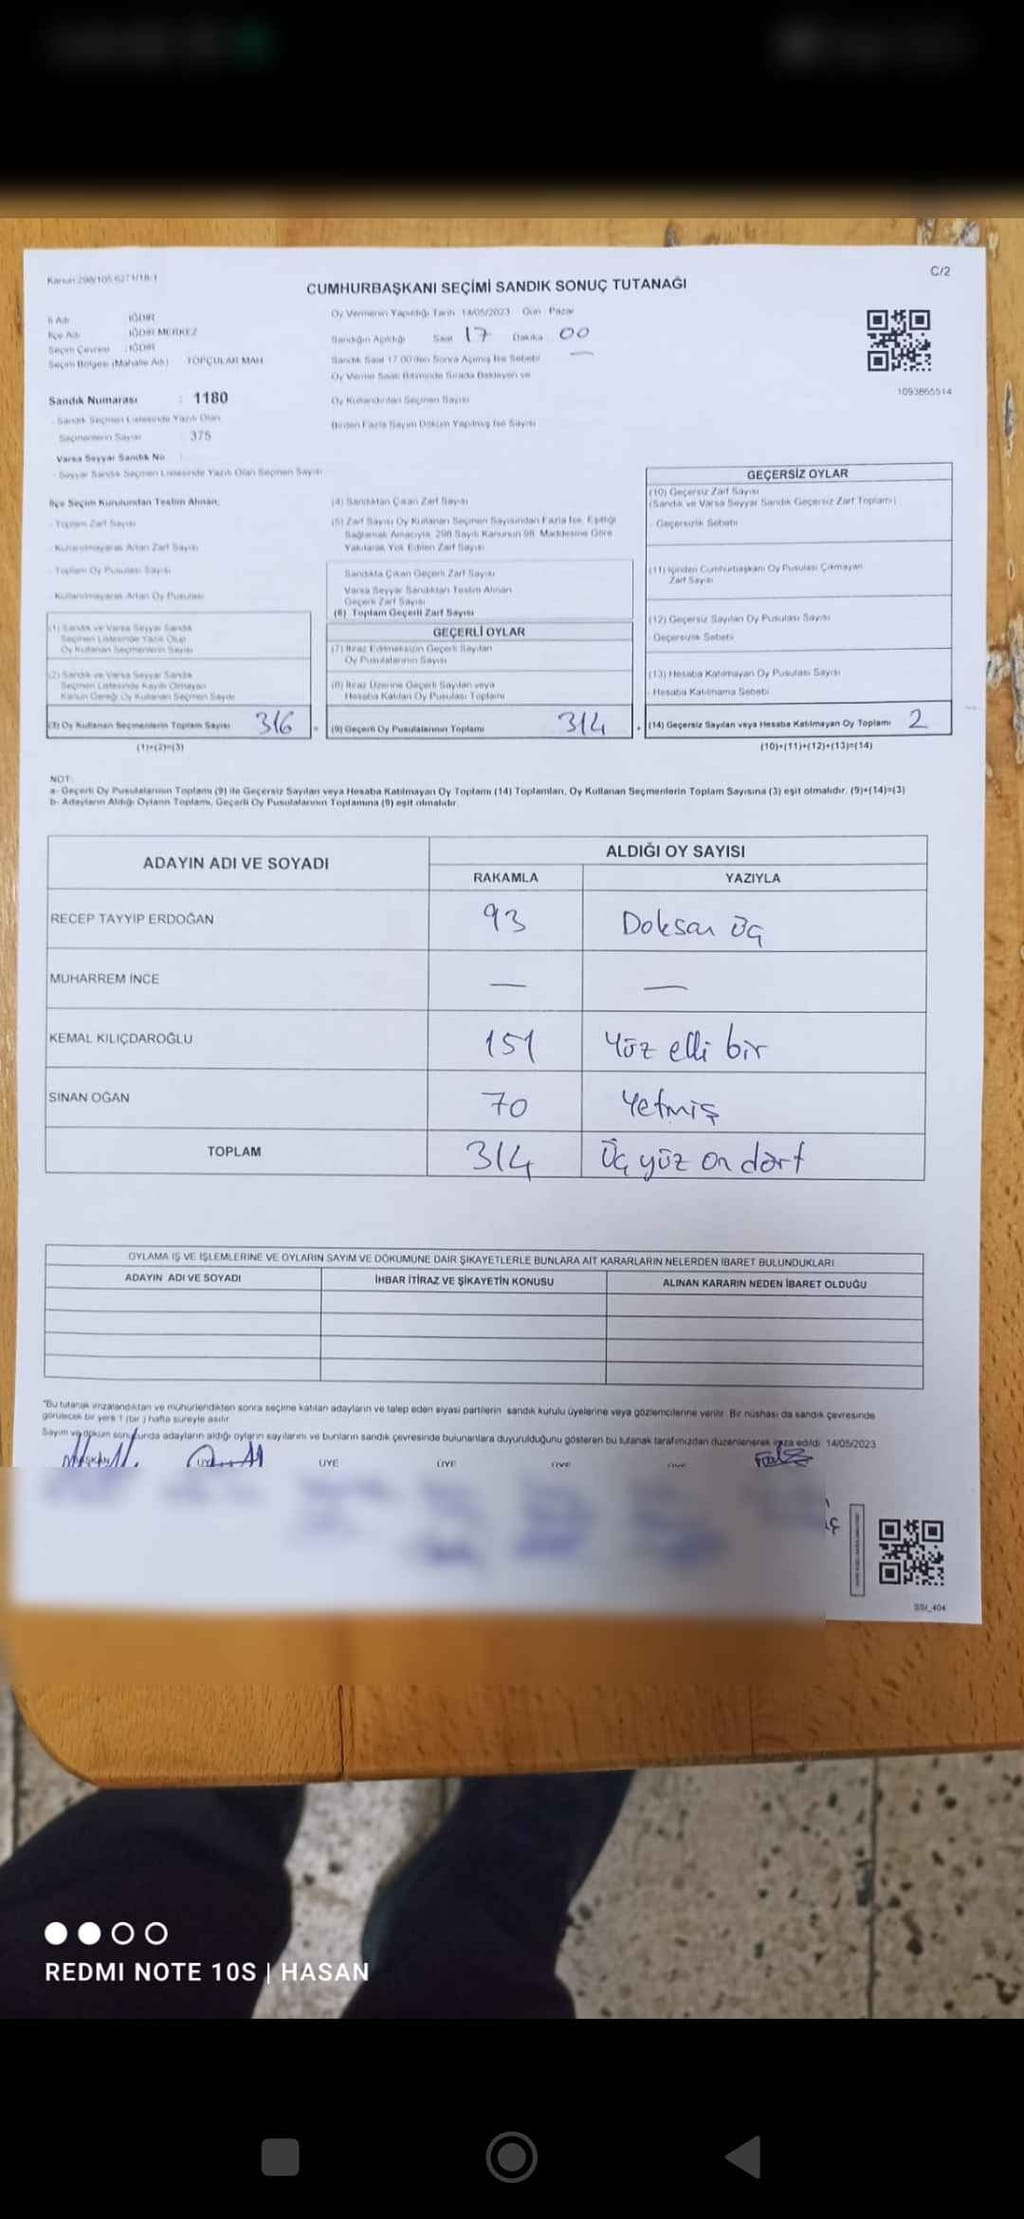 Kanun 298/105
C/2
CUMHURBAŞKANI SEÇİMİ SANDIK SONUÇ TUTANAĞI
İl Adı : IĞDIR
İlçe Adı : IĞDIR MERKEZ
Seçim Çevresi : IĞDIR
Seçim Bölgesi (Mahalle Adı) TOPÇULAR MAH
Sandık Numarası : 1180
- Sandık Seçmen Listesinde Yazılı Olan
Seçmenlerin Sayısı : 375
Varsa Seyyar Sandık No
- Seyyar Sandık Seçmen Listesinde Yazılı Olan Seçmen Sayısı
Oy Vermenin Yapıldığı Tarih 14/05/2023 Gün Pazar
Sandığın Açıldığı Saat 17 Dakika 00
Sandık Saat 17.00'den Sonra Açılmış İse Sebebi —
Oy Verme Saati Bitiminde Sırada Bekleyen ve
Oy Kullandırılan Seçmen Sayısı
Birden Fazla Sayım Döküm Yapılmış İse Sayısı
1093865514
İlçe Seçim Kurulundan Teslim Alınan;
- Toplam Zarf Sayısı
- Kullanılmayarak Artan Zarf Sayısı
- Toplam Oy Pusulası Sayısı
- Kullanılmayarak Artan Oy Pusulası
(1) Sandık ve Varsa Seyyar Sandık
Seçmen Listesinde Yazılı Olup
Oy Kullanan Seçmenlerin Sayısı
(2) Sandık ve Varsa Seyyar Sandık
Seçmen Listesinde Kayıtlı Olmayan
Kanun Gereği Oy Kullanan Seçmen Sayısı
(3) Oy Kullanan Seçmenlerin Toplam Sayısı 316
(1)+(2)=(3)
(4) Sandıktan Çıkan Zarf Sayısı
(5) Zarf Sayısı Oy Kullanan Seçmen Sayısından Fazla İse, Eşitliği
Sağlamak Amacıyla, 298 Sayılı Kanunun 98. Maddesine Göre
Yakılarak Yok Edilen Zarf Sayısı
Sandıkta Çıkan Geçerli Zarf Sayısı
Varsa Seyyar Sandıktan Teslim Alınan
Geçerli Zarf Sayısı
(6) Toplam Geçerli Zarf Sayısı
GEÇERLİ OYLAR
(7) İtiraz Edilmeksizin Geçerli Sayılan
Oy Pusulalarının Sayısı
(8) İtiraz Üzerine Geçerli Sayılan veya
Hesaba Katılan Oy Pusulası Toplamı
(9) Geçerli Oy Pusulalarının Toplamı 314
GEÇERSİZ OYLAR
(10) Geçersiz Zarf Sayısı
(Sandık ve Varsa Seyyar Sandık Geçersiz Zarf Toplamı)
- Geçersizlik Sebebi
(11) İçinden Cumhurbaşkanı Oy Pusulası Çıkmayan
Zarf Sayısı
(12) Geçersiz Sayılan Oy Pusulası Sayısı
- Geçersizlik Sebebi
(13) Hesaba Katılmayan Oy Pusulası Sayısı
- Hesaba Katılmama Sebebi
(14) Geçersiz Sayılan veya Hesaba Katılmayan Oy Toplamı 2
(10)+(11)+(12)+(13)=(14)
NOT:
a- Geçerli Oy Pusulalarının Toplamı (9) ile Geçersiz Sayılan veya Hesaba Katılmayan Oy Toplamı (14) Toplamları, Oy Kullanan Seçmenlerin Toplam Sayısına (3) eşit olmalıdır. (9)+(14)=(3)
b- Adayların Aldığı Oyların Toplamı, Geçerli Oy Pusulalarının Toplamına (9) eşit olmalıdır.
ADAYIN ADI VE SOYADI
ALDIĞI OY SAYISI
RAKAMLA YAZIYLA
RECEP TAYYİP ERDOĞAN 93 Doksan Üç
MUHARREM İNCE — —
KEMAL KILIÇDAROĞLU 151 Yüz elli bir
SİNAN OĞAN 70 Yetmiş
TOPLAM 314 Üç yüz on dört
OYLAMA İŞ VE İŞLEMLERİNE VE OYLARIN SAYIM VE DÖKÜMÜNE DAİR ŞİKAYETLERLE BUNLARA AİT KARARLARIN NELERDEN İBARET BULUNDUKLARI
ADAYIN ADI VE SOYADI İHBAR İTİRAZ VE ŞİKAYETİN KONUSU ALINAN KARARIN NEDEN İBARET OLDUĞU
*Bu tutanak imzalandıktan ve mühürlendikten sonra seçime katılan adayların ve talep eden siyasi partilerin sandık kurulu üyelerine veya gözlemcilerine verilir. Bir nüshası da sandık çevresinde
görülecek bir yere 1 (bir) hafta süreyle asılır
Sayım ve döküm sonucunda adayların aldığı oyların sayılarını ve bunların sandık çevresinde bulunanlara duyurulduğunu gösteren bu tutanak tarafımızdan düzenlenerek imza edildi. 14/05/2023
BAŞKAN ÜYE ÜYE ÜYE ÜYE ÜYE
SSI_404
REDMI NOTE 10S | HASAN